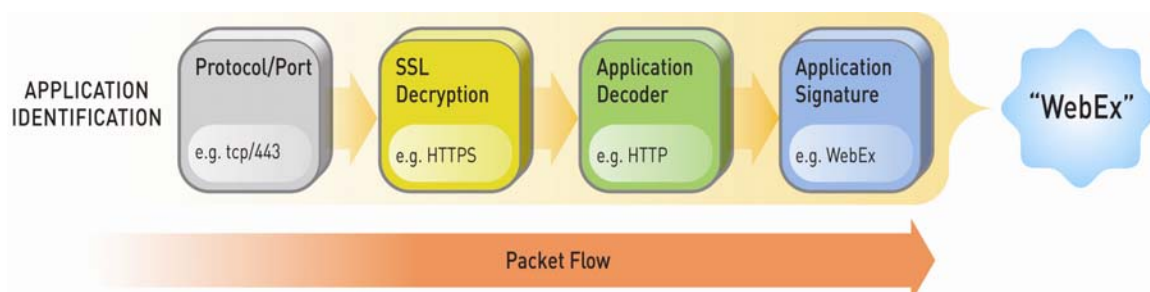 APPLICATION
IDENTIFICATION
Protocol/Port
e.g. tcp/443
SSL
Decryption
e.g. HTTPS
Application
Decoder
e.g. HTTP
Application
Signature
e.g. WebEx
“WebEx”
Packet Flow